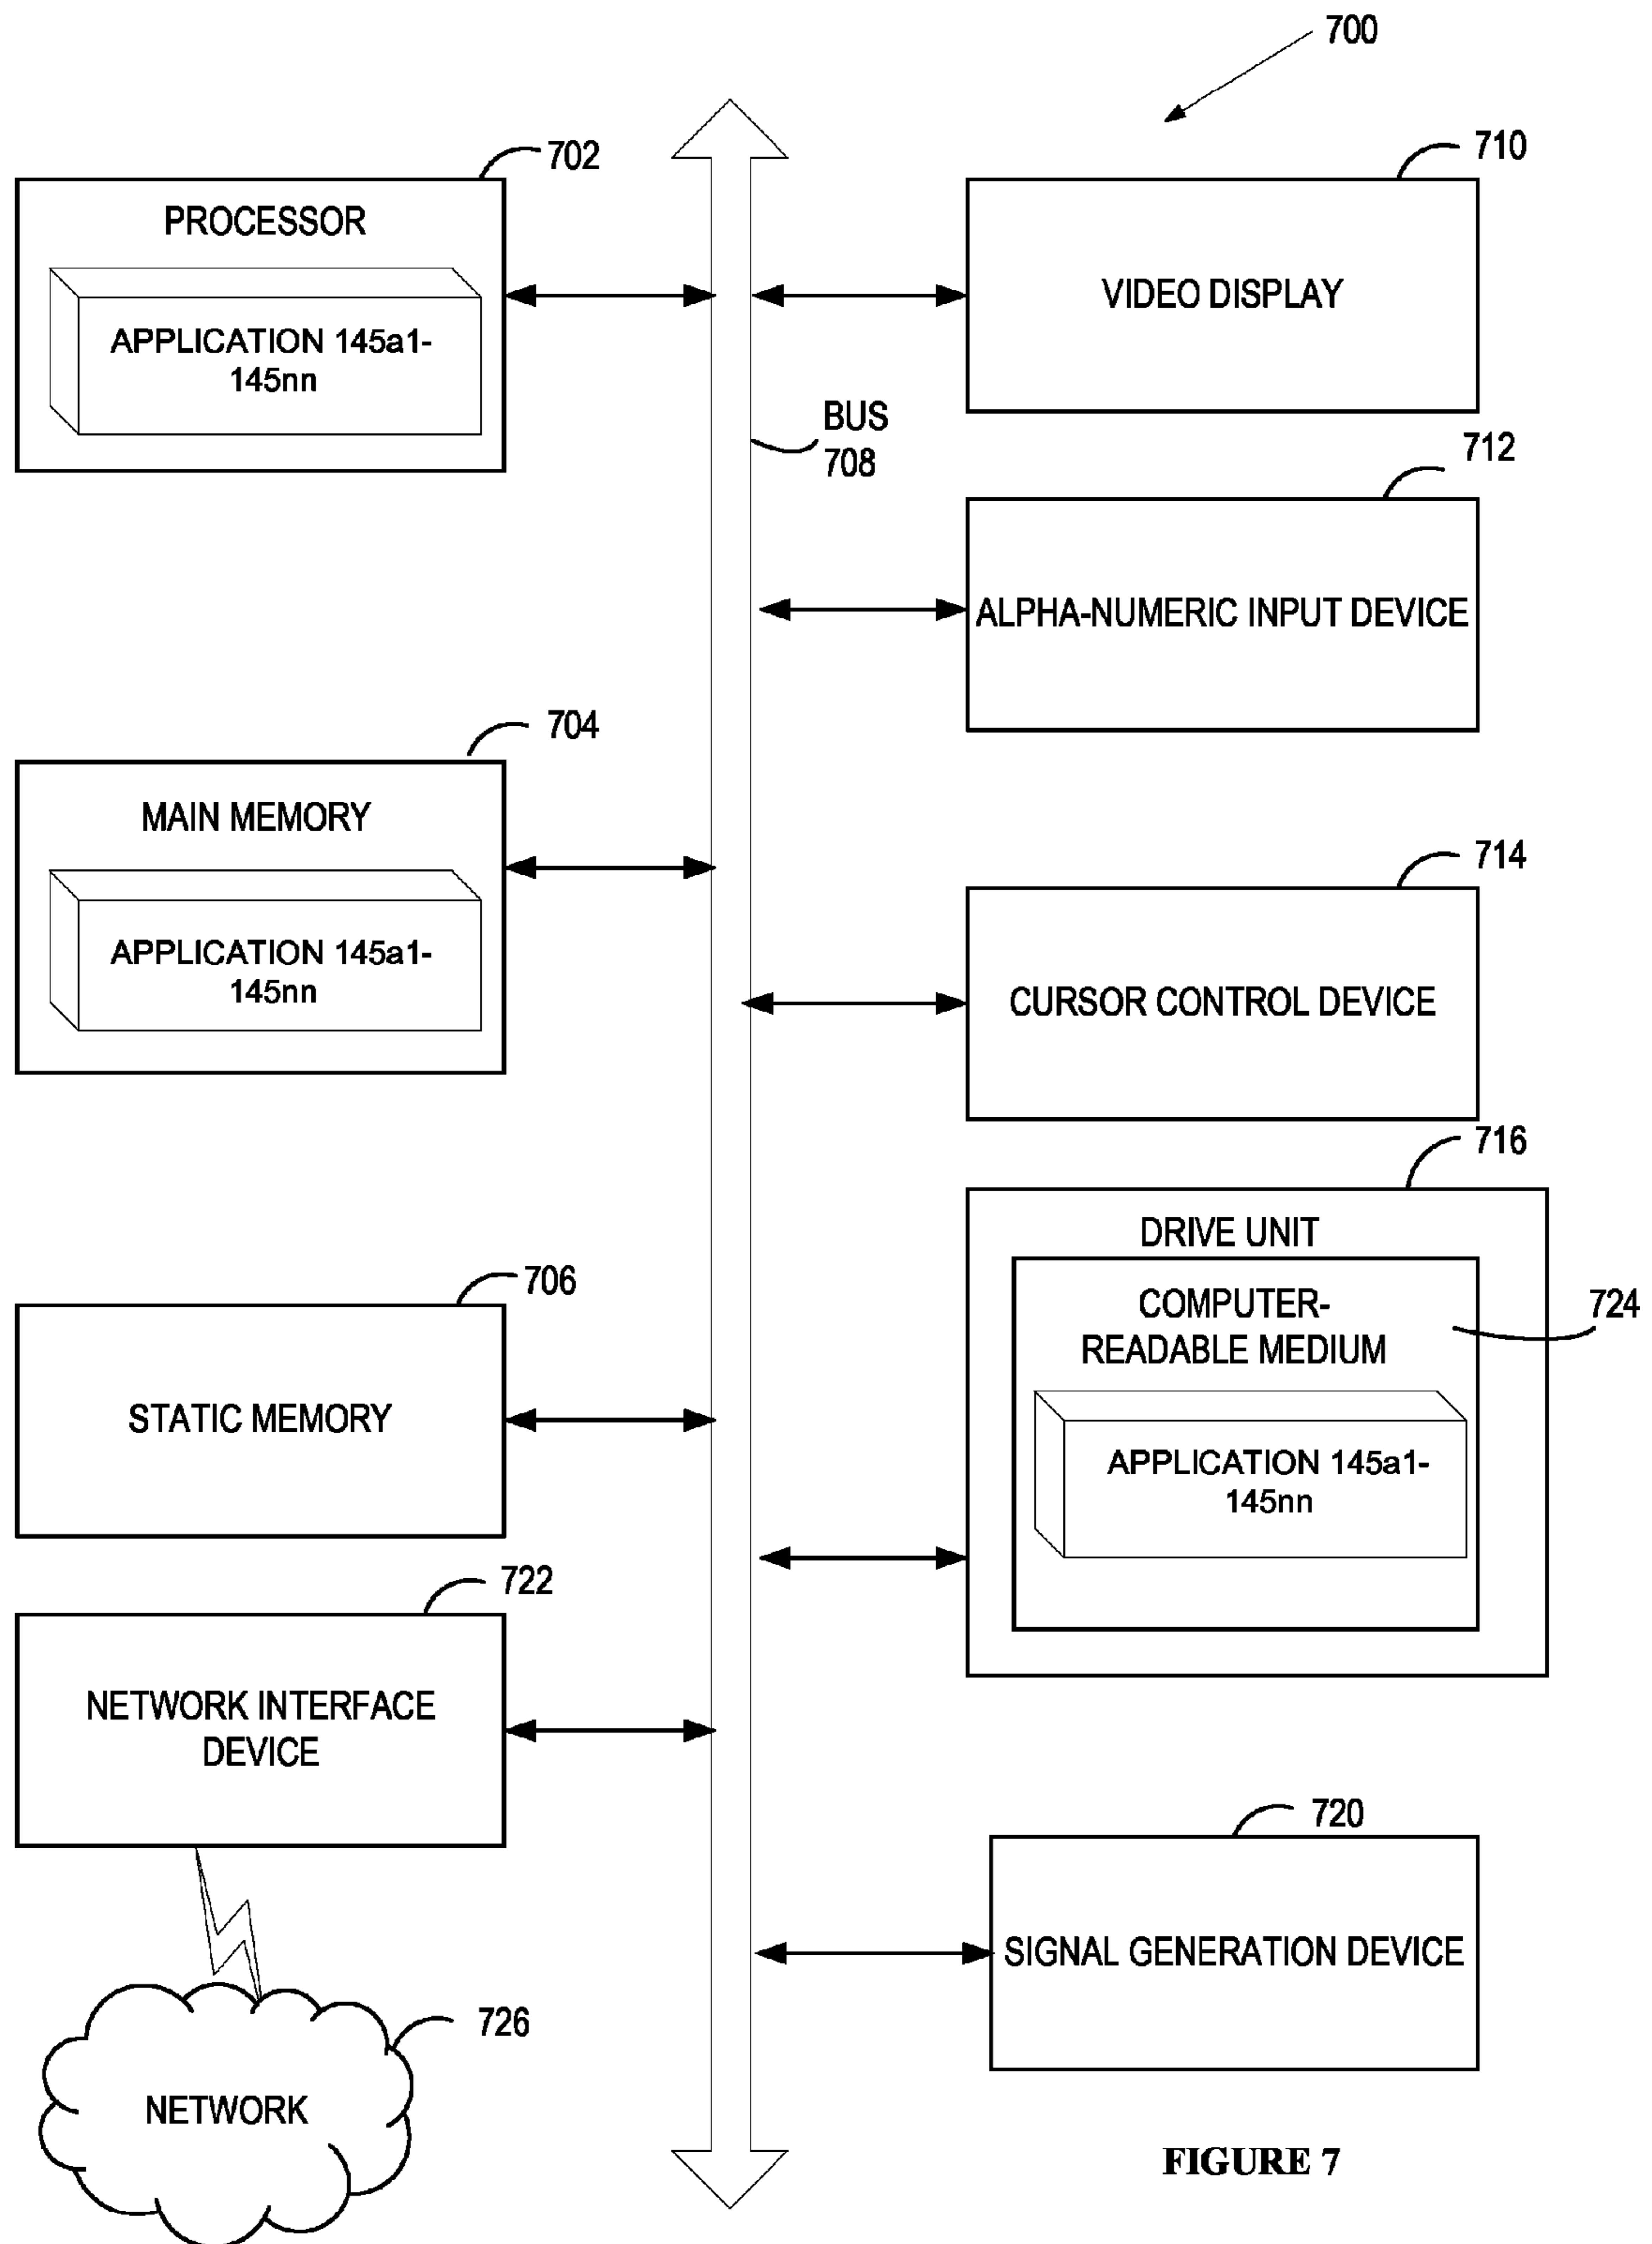 700
702
PROCESSOR
APPLICATION 145a1-
145nn
710
VIDEO DISPLAY
BUS
708
712
ALPHA-NUMERIC INPUT DEVICE
704
MAIN MEMORY
APPLICATION 145a1-
145nn
714
CURSOR CONTROL DEVICE
706
STATIC MEMORY
716
DRIVE UNIT
COMPUTER-
READABLE MEDIUM
724
APPLICATION 145a1-
145nn
722
NETWORK INTERFACE
DEVICE
720
SIGNAL GENERATION DEVICE
726
NETWORK
FIGURE 7